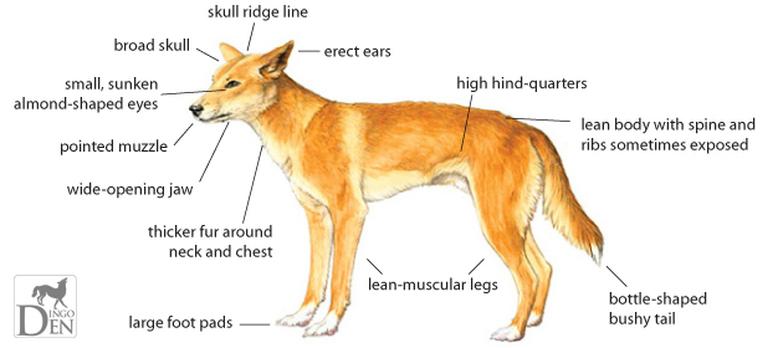 skull ridge line
broad skull
erect ears
small, sunken
almond-shaped eyes
high hind-quarters
lean body with spine and
ribs sometimes exposed
pointed muzzle
wide-opening jaw
thicker fur around
neck and chest
lean-muscular legs
bottle-shaped
bushy tail
large foot pads
DINGO
DEN